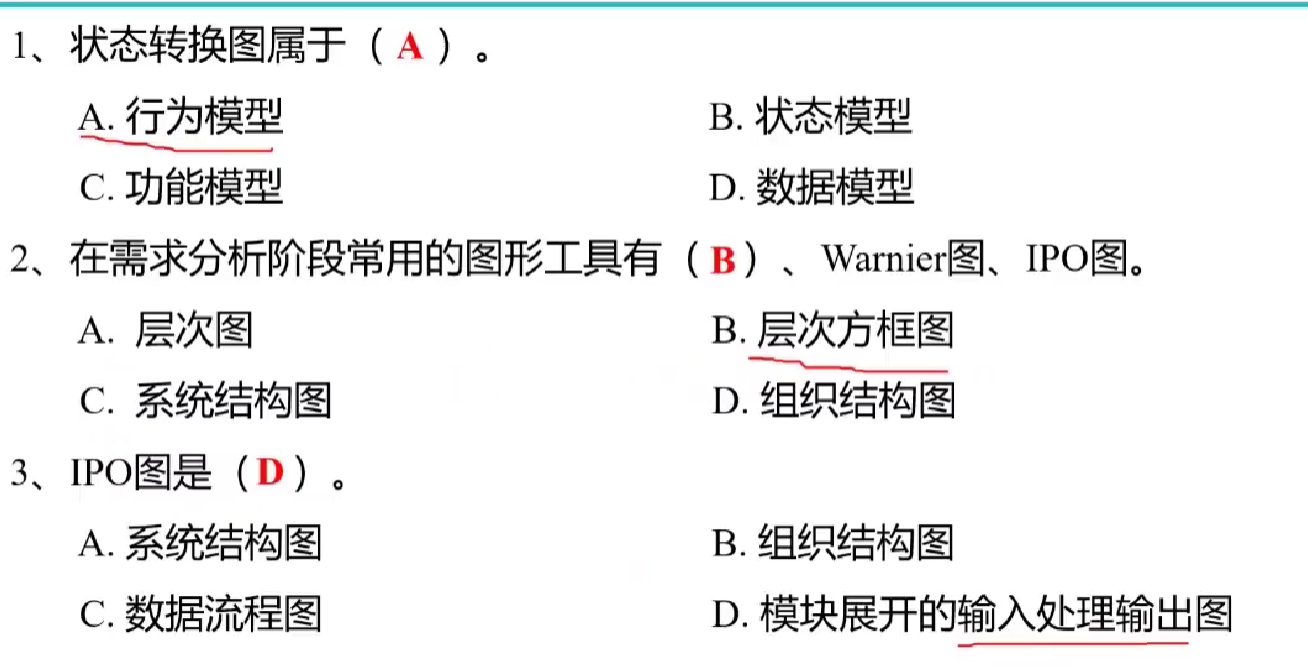 1、状态转换图属于（A）。
A. 行为模型 B. 状态模型
C. 功能模型 D. 数据模型
2、在需求分析阶段常用的图形工具有（B）、Warnier图、IPO图。
A. 层次图 B. 层次方框图
C. 系统结构图 D. 组织结构图
3、IPO图是（D）。
A. 系统结构图 B. 组织结构图
C. 数据流程图 D. 模块展开的输入处理输出图